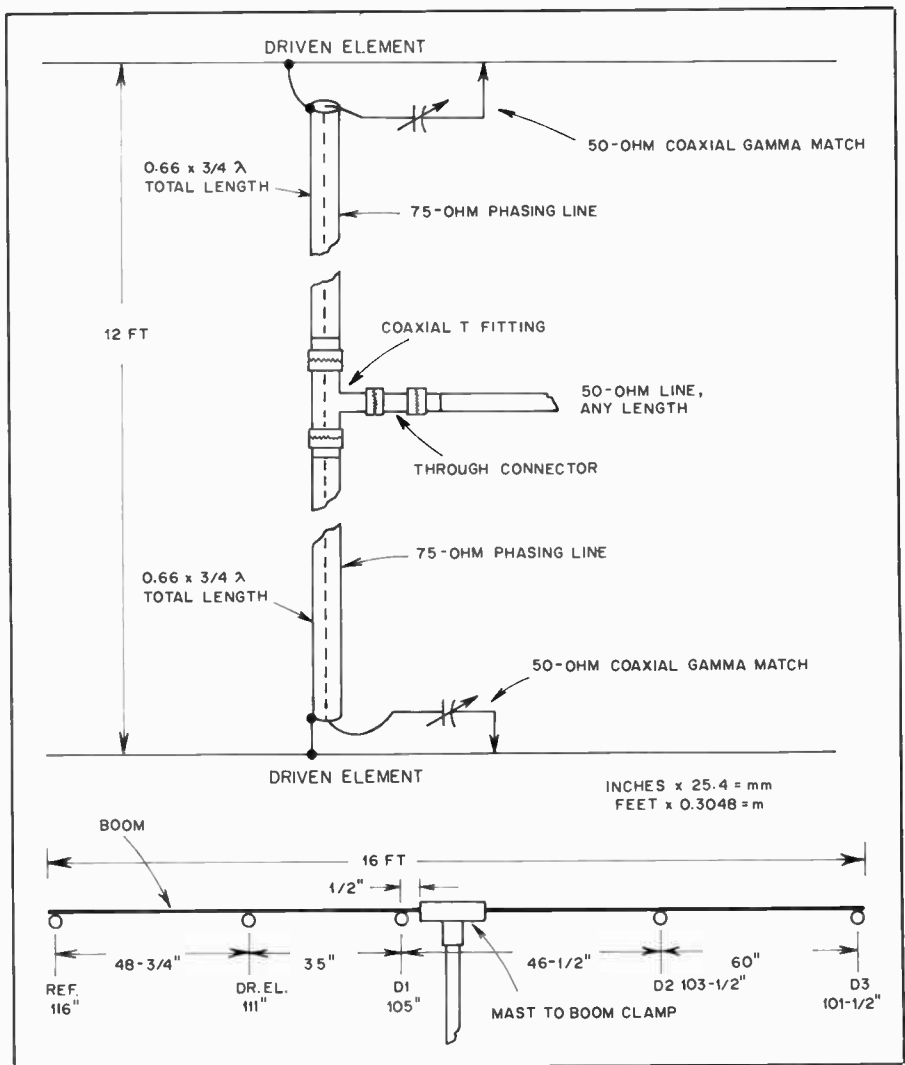 DRIVEN ELEMENT
50-OHM COAXIAL GAMMA MATCH
0.66 x 3/4 λ
TOTAL LENGTH
75-OHM PHASING LINE
12 FT
COAXIAL T FITTING
50-OHM LINE,
ANY LENGTH
THROUGH CONNECTOR
75-OHM PHASING LINE
0.66 x 3/4 λ
TOTAL LENGTH
50-OHM COAXIAL GAMMA MATCH
DRIVEN ELEMENT
INCHES x 25.4 = mm
FEET x 0.3048 = m
BOOM
16 FT
1/2"
48-3/4"
35"
46-1/2"
60"
REF.
116"
DR. EL.
111"
D1
105"
D2 103-1/2"
D3
101-1/2"
MAST TO BOOM CLAMP